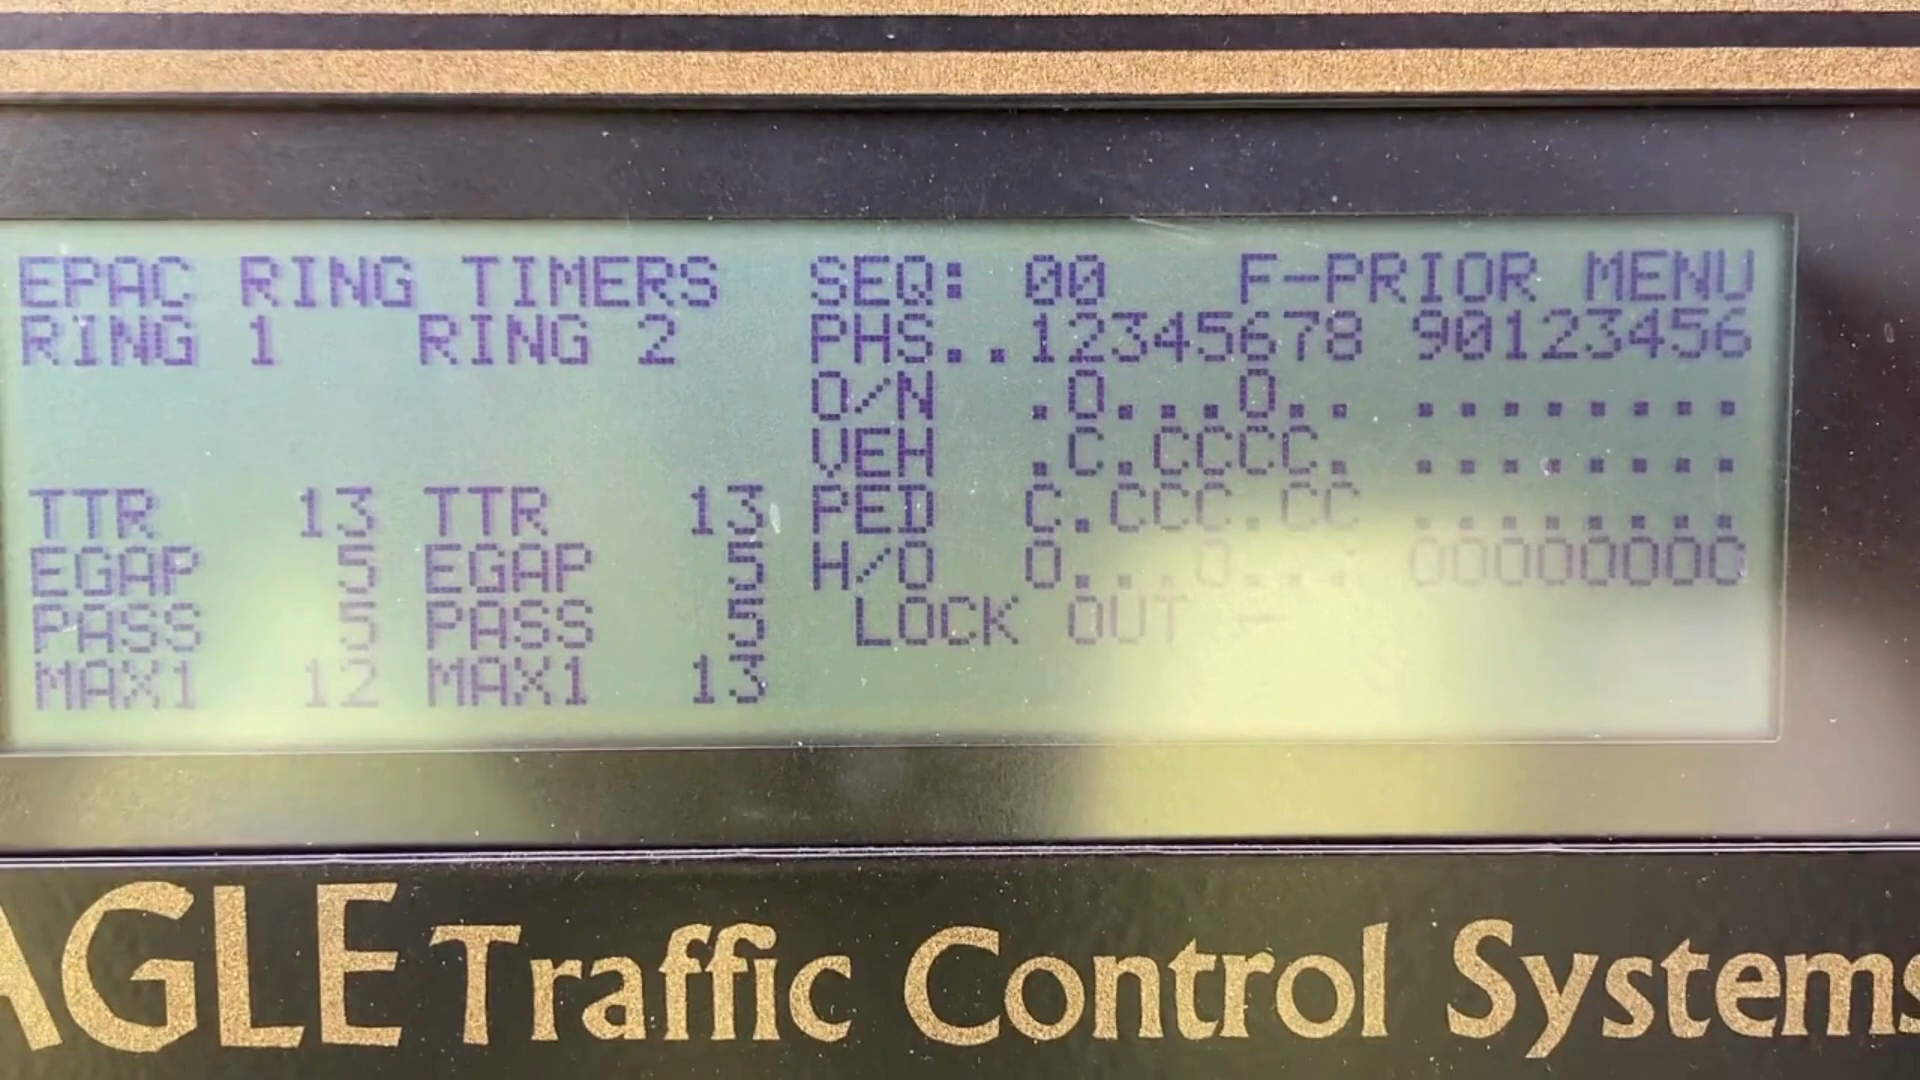 EPAC RING TIMERS SEQ: 00 F-PRIOR MENU
RING 1 RING 2 PHS..12345678 90123456
O/N .O...O.. ........
VEH .C.CCCC. ........
TTR 13 TTR 13 PED C.CCC.CC ........
EGAP 5 EGAP 5 H/O O...O... OOOOOOOO
PASS 5 PASS 5 LOCK OUT
MAX1 12 MAX1 13
AGLE Traffic Control Systems